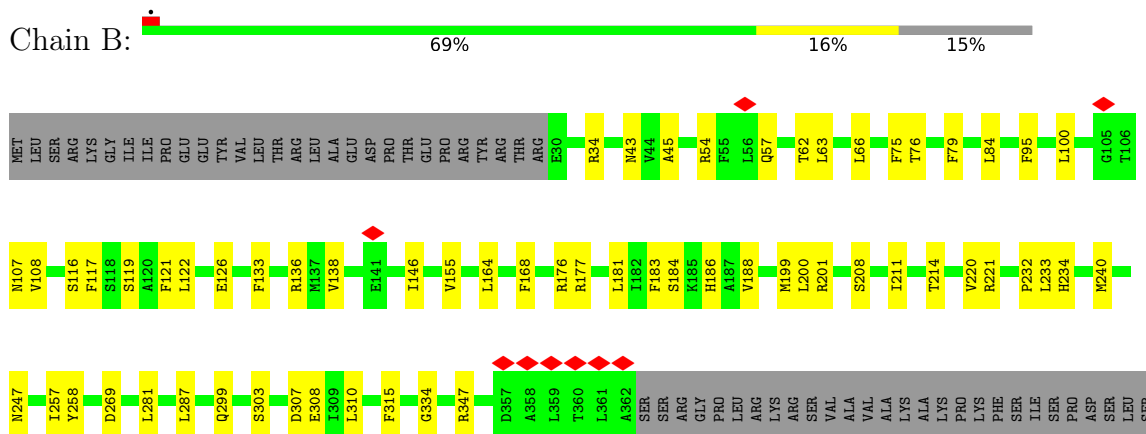 Chain B:
69% 16% 15%
MET LEU SER ARG LYS GLY ILE ILE PRO GLU GLU TYR VAL LEU THR ARG LEU ALA GLU ASP PRO THR GLU PRO ARG TYR ARG THR ARG E30 R34 N43 V44 A45 R54 F55 L56 Q57 T62 L63 L66 F75 T76 F79 L84 F95 L100 G105 T106
N107 V108 S116 F117 S118 S119 A120 F121 L122 E126 F133 R136 M137 V138 E141 I146 V155 L164 F168 R176 R177 L181 I182 F183 S184 K185 H186 A187 V188 M199 L200 R201 S208 I211 T214 V220 R221 P232 L233 H234 M240
N247 I257 Y258 D269 L281 L287 Q299 S303 D307 E308 I309 L310 F315 G334 R347 D357 A358 L359 T360 L361 A362 SER SER ARG GLY PRO LEU ARG LYS ARG SER VAL ALA VAL ALA LYS ALA LYS PRO LYS PHE SER ILE SER PRO ASP SER LEU